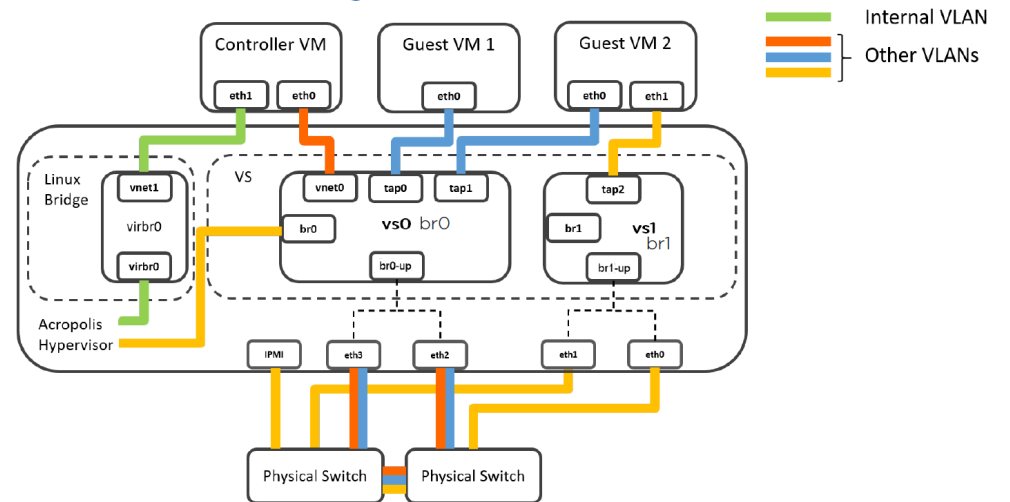 Internal VLAN
Other VLANs
Controller VM
Guest VM 1
Guest VM 2
eth1
eth0
eth0
eth0
eth1
Linux
Bridge
VS
vnet1
virbr0
virbr0
vnet0
tap0
tap1
br0
vs0 br0
br0-up
tap2
br1
vs1
br1
br1-up
Acropolis
Hypervisor
IPMI
eth3
eth2
eth1
eth0
Physical Switch
Physical Switch